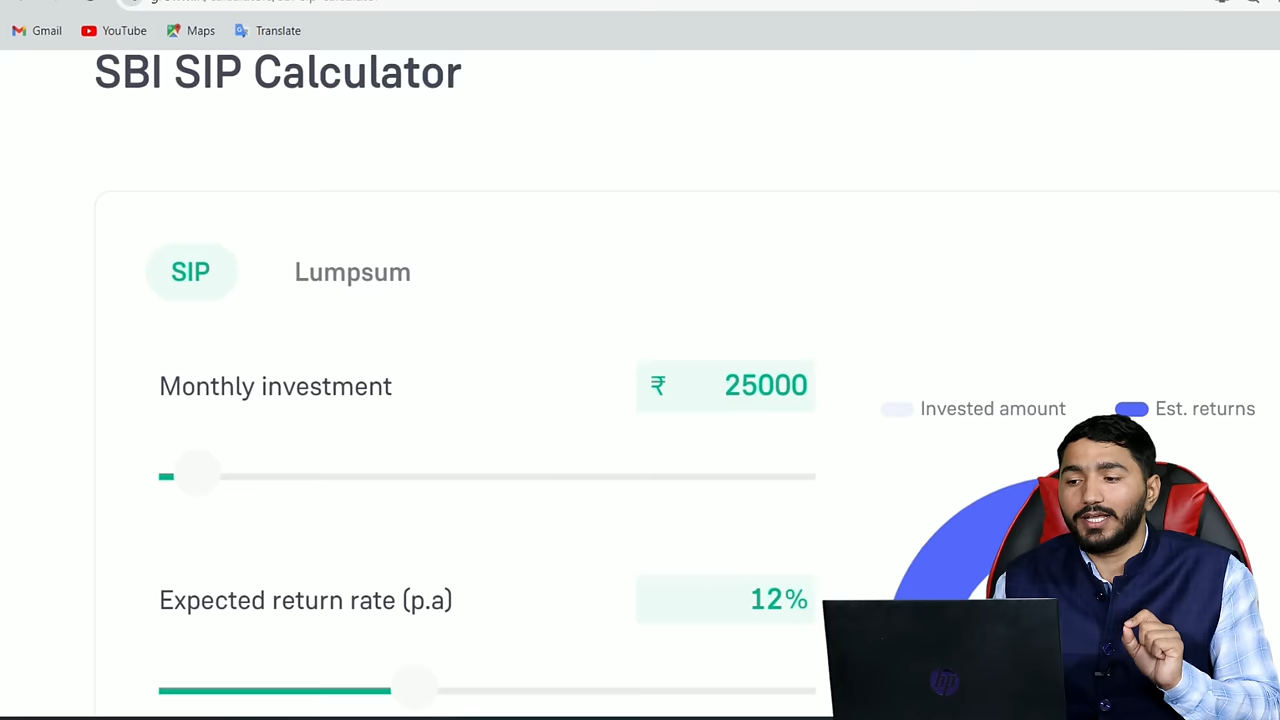 Gmail
YouTube
Maps
Translate
SBI SIP Calculator
SIP
Lumpsum
Monthly investment
₹ 25000
Invested amount
Est. returns
Expected return rate (p.a)
12%
hp